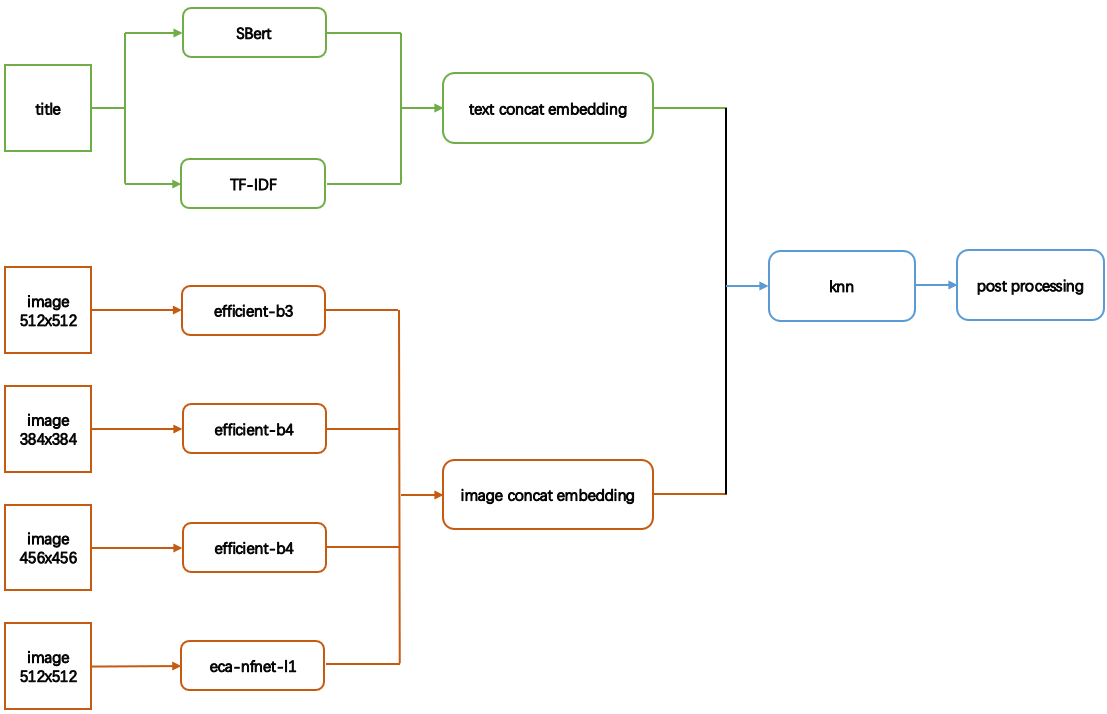 SBert
title
text concat embedding
TF-IDF
image
512x512
efficient-b3
knn
post processing
image
384x384
efficient-b4
image concat embedding
image
456x456
efficient-b4
image
512x512
eca-nfnet-l1